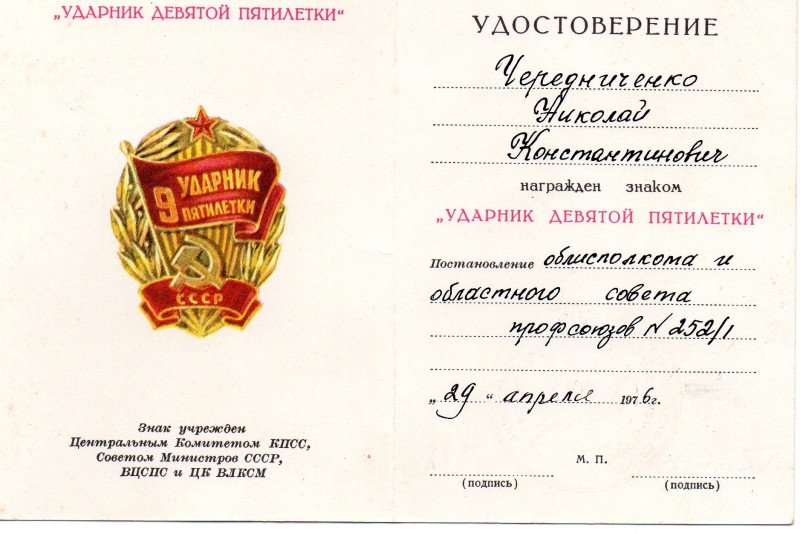 „УДАРНИК ДЕВЯТОЙ ПЯТИЛЕТКИ“
9 УДАРНИК
ПЯТИЛЕТКИ
СССР
Знак учрежден
Центральным Комитетом КПСС,
Советом Министров СССР,
ВЦСПС и ЦК ВЛКСМ
УДОСТОВЕРЕНИЕ
Чередниченко
Николай
Константинович
награжден знаком
„УДАРНИК ДЕВЯТОЙ ПЯТИЛЕТКИ“
Постановление облисполкома и
областного совета
профсоюзов N 252/1
„29“ апреля 1976г.
М. П.
(подпись) (подпись)